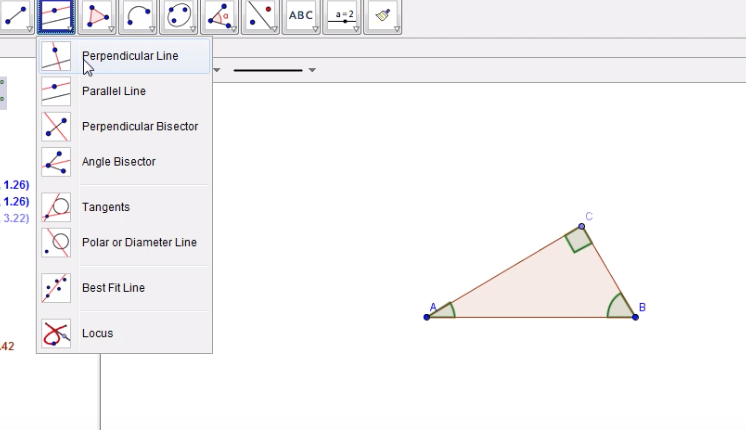 α
ABC
a=2
Perpendicular Line
Parallel Line
Perpendicular Bisector
Angle Bisector
Tangents
Polar or Diameter Line
Best Fit Line
Locus
1.26)
1.26)
3.22)
.42
C
A
B